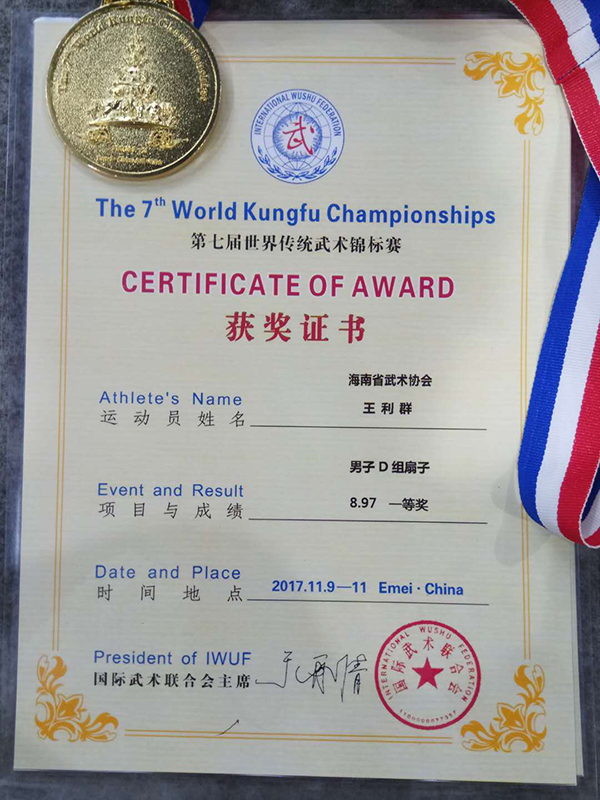 The 7th World Kungfu Championships
INTERNATIONAL WUSHU FEDERATION
武
The 7th World Kungfu Championships
第七届世界传统武术锦标赛
CERTIFICATE OF AWARD
获奖证书
海南省武术协会
Athlete's Name
王利群
运动员姓名
男子D组扇子
Event and Result
8.97 一等奖
项目与成绩
Date and Place
2017.11.9—11 Emei·China
时间地点
President of IWUF
国际武术联合会主席
INTERNATIONAL WUSHU FEDERATION
国际武术联合会